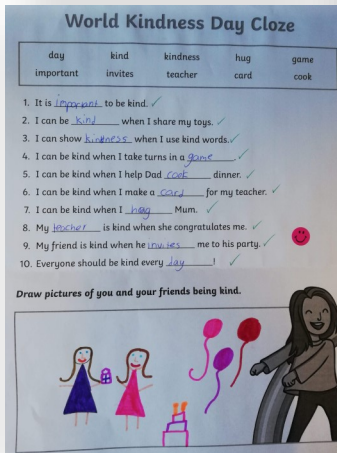 World Kindness Day Cloze
day kind kindness hug game
important invites teacher card cook
1. It is important to be kind.
2. I can be kind when I share my toys.
3. I can show kindness when I use kind words.
4. I can be kind when I take turns in a game.
5. I can be kind when I help Dad cook dinner.
6. I can be kind when I make a card for my teacher.
7. I can be kind when I hug Mum.
8. My teacher is kind when she congratulates me.
9. My friend is kind when he invites me to his party.
10. Everyone should be kind every day!
Draw pictures of you and your friends being kind.